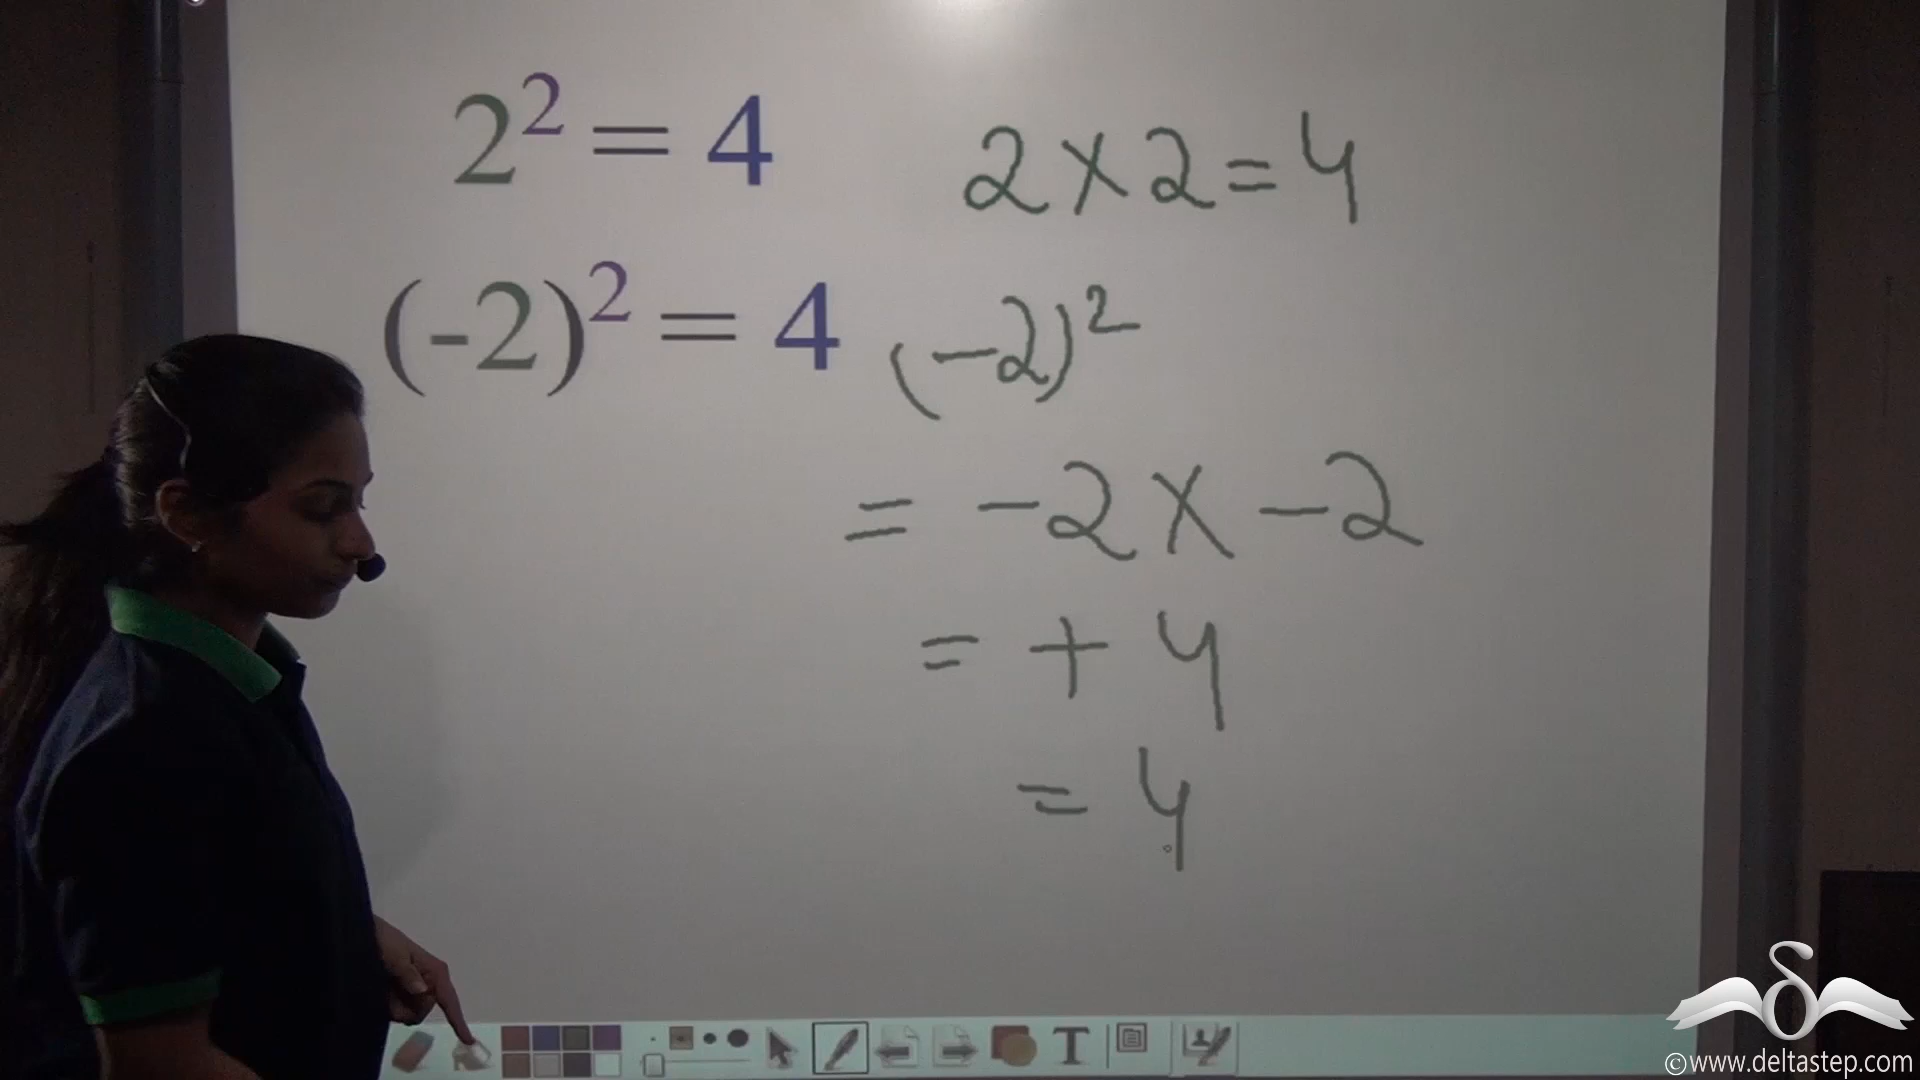 2² = 4
2 × 2 = 4
(-2)² = 4
(-2)²
= -2 × -2
= + 4
= 4
T
©www.deltastep.com